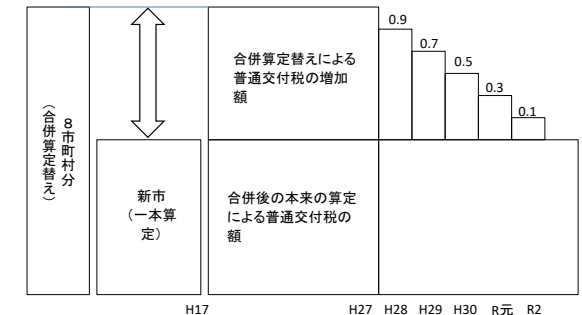 8市町村分
（合併算定替え）
新市
（一本算
定）
合併算定替えによる
普通交付税の増加
額
合併後の本来の算定
による普通交付税の
額
0.9
0.7
0.5
0.3
0.1
H17
H27
H28
H29
H30
R元
R2